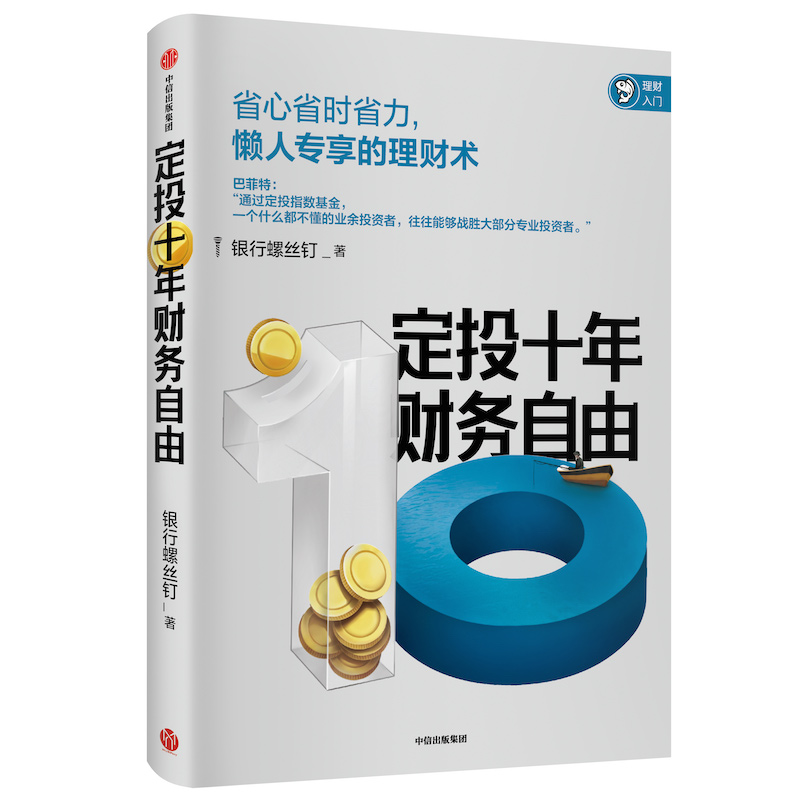 中信出版集团
定投十年财务自由
银行螺丝钉_著
省心省时省力,
懒人专享的理财术
巴菲特：
“通过定投指数基金，
一个什么都不懂的业余投资者，往往能够战胜大部分专业投资者。”
银行螺丝钉_著
理财
入门
定投十年
财务自由
10
中信出版集团